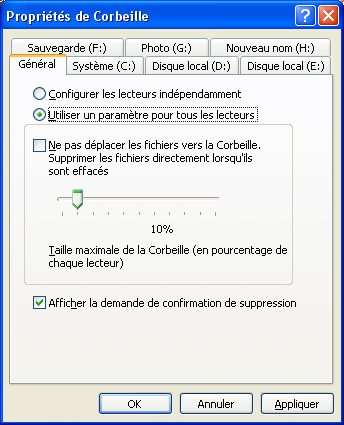 Propriétés de Corbeille
Sauvegarde (F:) Photo (G:) Nouveau nom (H:)
Général Système (C:) Disque local (D:) Disque local (E:)
Configurer les lecteurs indépendamment
Utiliser un paramètre pour tous les lecteurs
Ne pas déplacer les fichiers vers la Corbeille.
Supprimer les fichiers directement lorsqu'ils
sont effacés
10%
Taille maximale de la Corbeille (en pourcentage de
chaque lecteur)
Afficher la demande de confirmation de suppression
OK Annuler Appliquer